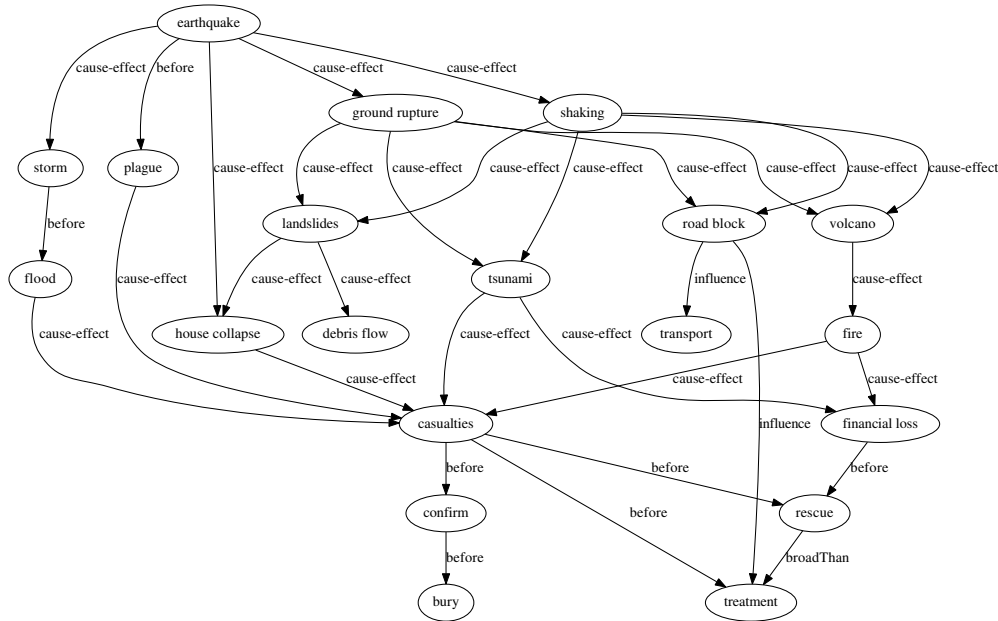 earthquake
cause-effect
before
cause-effect
cause-effect
ground rupture
shaking
storm
plague
cause-effect
cause-effect
cause-effect
cause-effect
cause-effect
cause-effect
cause-effect
cause-effect
cause-effect
before
landslides
road block
volcano
flood
cause-effect
cause-effect
cause-effect
tsunami
influence
cause-effect
cause-effect
house collapse
debris flow
cause-effect
cause-effect
transport
fire
cause-effect
cause-effect
cause-effect
casualties
influence
financial loss
before
before
before
confirm
before
rescue
before
broadThan
bury
treatment